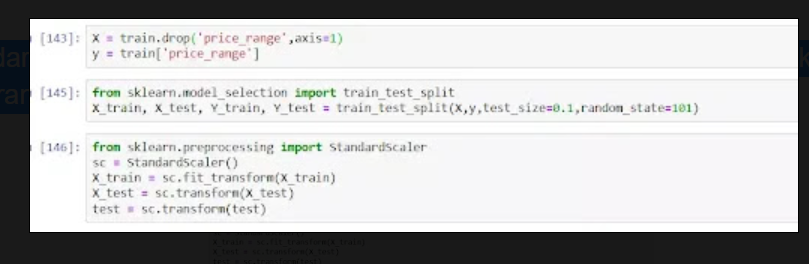 [143]: X = train.drop('price_range',axis=1)
y = train['price_range']
[145]: from sklearn.model_selection import train_test_split
X_train, X_test, Y_train, Y_test = train_test_split(X,y,test_size=0.1,random_state=101)
[146]: from sklearn.preprocessing import StandardScaler
sc = StandardScaler()
X_train = sc.fit_transform(X_train)
X_test = sc.transform(X_test)
test = sc.transform(test)